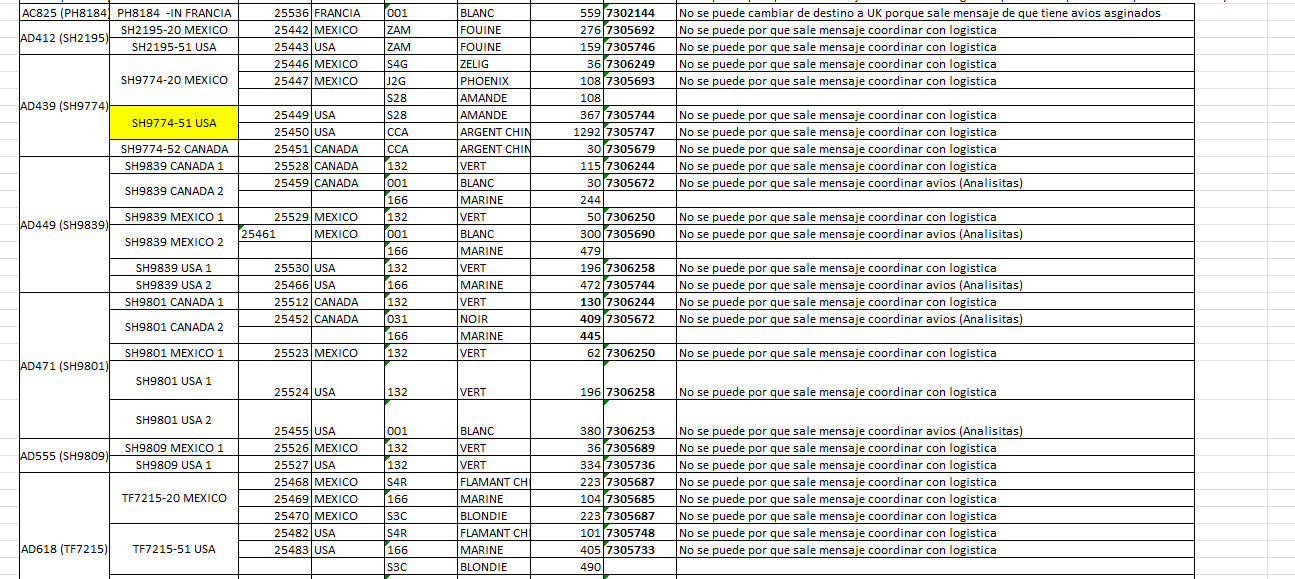 AC825 (PH8184) PH8184 -IN FRANCIA 25536 FRANCIA 001 BLANC 559 7302144 No se puede cambiar de destino a UK porque sale mensaje de que tiene avios asginados
AD412 (SH2195) SH2195-20 MEXICO 25442 MEXICO ZAM FOUINE 276 7305692 No se puede por que sale mensaje coordinar con logistica
SH2195-51 USA 25443 USA ZAM FOUINE 159 7305746 No se puede por que sale mensaje coordinar con logistica
AD439 (SH9774) SH9774-20 MEXICO 25446 MEXICO S4G ZELIG 36 7306249 No se puede por que sale mensaje coordinar con logistica
25447 MEXICO J2G PHOENIX 108 7305693 No se puede por que sale mensaje coordinar con logistica
S28 AMANDE 108
SH9774-51 USA 25449 USA S28 AMANDE 367 7305744 No se puede por que sale mensaje coordinar con logistica
25450 USA CCA ARGENT CHIN 1292 7305747 No se puede por que sale mensaje coordinar con logistica
SH9774-52 CANADA 25451 CANADA CCA ARGENT CHIN 30 7305679 No se puede por que sale mensaje coordinar con logistica
AD449 (SH9839) SH9839 CANADA 1 25528 CANADA 132 VERT 115 7306244 No se puede por que sale mensaje coordinar con logistica
SH9839 CANADA 2 25459 CANADA 001 BLANC 30 7305672 No se puede por que sale mensaje coordinar avios (Analisitas)
166 MARINE 244
SH9839 MEXICO 1 25529 MEXICO 132 VERT 50 7306250 No se puede por que sale mensaje coordinar con logistica
SH9839 MEXICO 2 25461 MEXICO 001 BLANC 300 7305690 No se puede por que sale mensaje coordinar avios (Analisitas)
166 MARINE 479
SH9839 USA 1 25530 USA 132 VERT 196 7306258 No se puede por que sale mensaje coordinar con logistica
SH9839 USA 2 25466 USA 166 MARINE 472 7305744 No se puede por que sale mensaje coordinar avios (Analisitas)
AD471 (SH9801) SH9801 CANADA 1 25512 CANADA 132 VERT 130 7306244 No se puede por que sale mensaje coordinar con logistica
SH9801 CANADA 2 25452 CANADA 031 NOIR 409 7305672 No se puede por que sale mensaje coordinar avios (Analisitas)
166 MARINE 445
SH9801 MEXICO 1 25523 MEXICO 132 VERT 62 7306250 No se puede por que sale mensaje coordinar con logistica
SH9801 USA 1 25524 USA 132 VERT 196 7306258 No se puede por que sale mensaje coordinar con logistica
SH9801 USA 2 25455 USA 001 BLANC 380 7306253 No se puede por que sale mensaje coordinar avios (Analisitas)
AD555 (SH9809) SH9809 MEXICO 1 25526 MEXICO 132 VERT 36 7305689 No se puede por que sale mensaje coordinar con logistica
SH9809 USA 1 25527 USA 132 VERT 334 7305736 No se puede por que sale mensaje coordinar con logistica
AD618 (TF7215) TF7215-20 MEXICO 25468 MEXICO S4R FLAMANT CHI 223 7305687 No se puede por que sale mensaje coordinar con logistica
25469 MEXICO 166 MARINE 104 7305685 No se puede por que sale mensaje coordinar con logistica
25470 MEXICO S3C BLONDIE 223 7305687 No se puede por que sale mensaje coordinar con logistica
TF7215-51 USA 25482 USA S4R FLAMANT CHI 101 7305748 No se puede por que sale mensaje coordinar con logistica
25483 USA 166 MARINE 405 7305733 No se puede por que sale mensaje coordinar con logistica
S3C BLONDIE 490